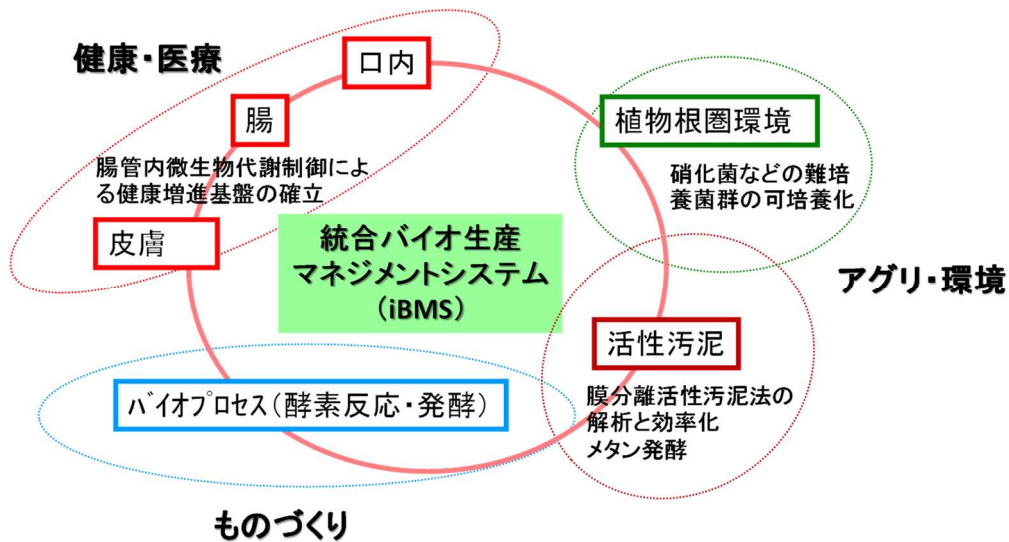 健康・医療
口内
腸
腸管内微生物代謝制御によ
る健康増進基盤の確立
皮膚
統合バイオ生産
マネジメントシステム
（iBMS）
植物根圏環境
硝化菌などの難培
養菌群の可培養化
アグリ・環境
活性汚泥
膜分離活性汚泥法の
解析と効率化
メタン発酵
ﾊﾞｲｵﾌﾟﾛｾｽ（酵素反応・発酵）
ものづくり